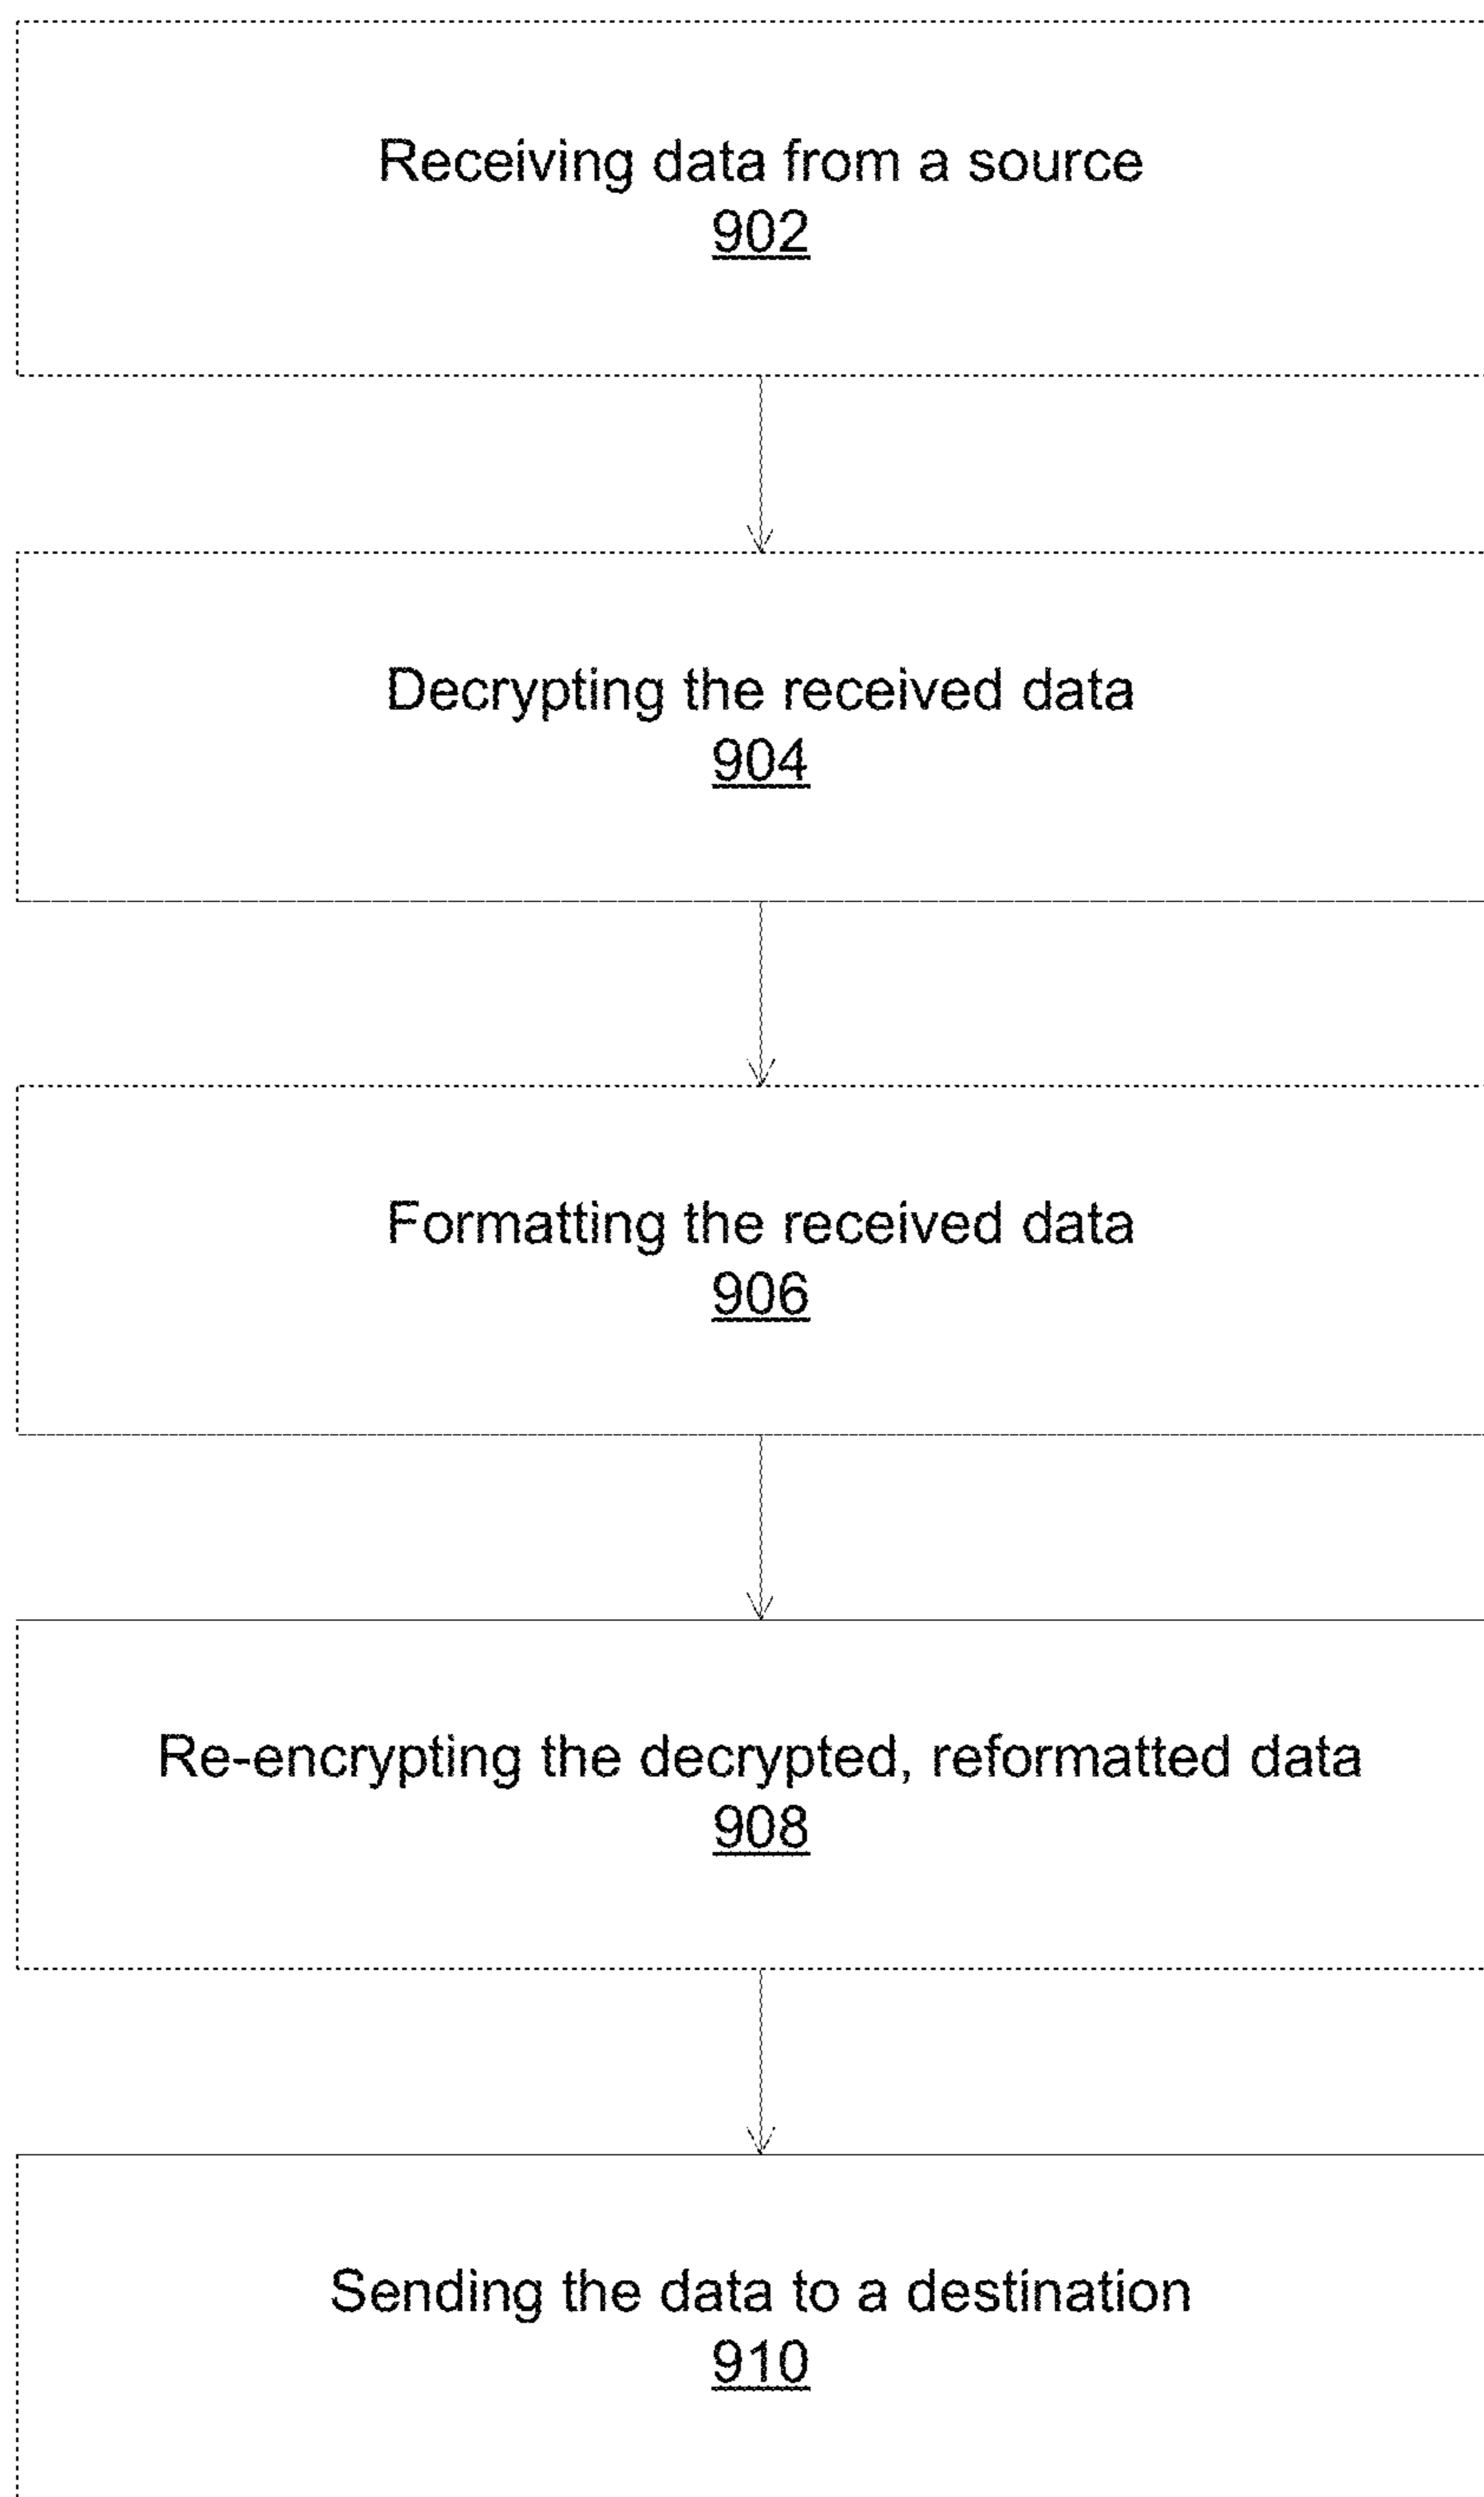 Receiving data from a source
902
Decrypting the received data
904
Formatting the received data
906
Re-encrypting the decrypted, reformatted data
908
Sending the data to a destination
910